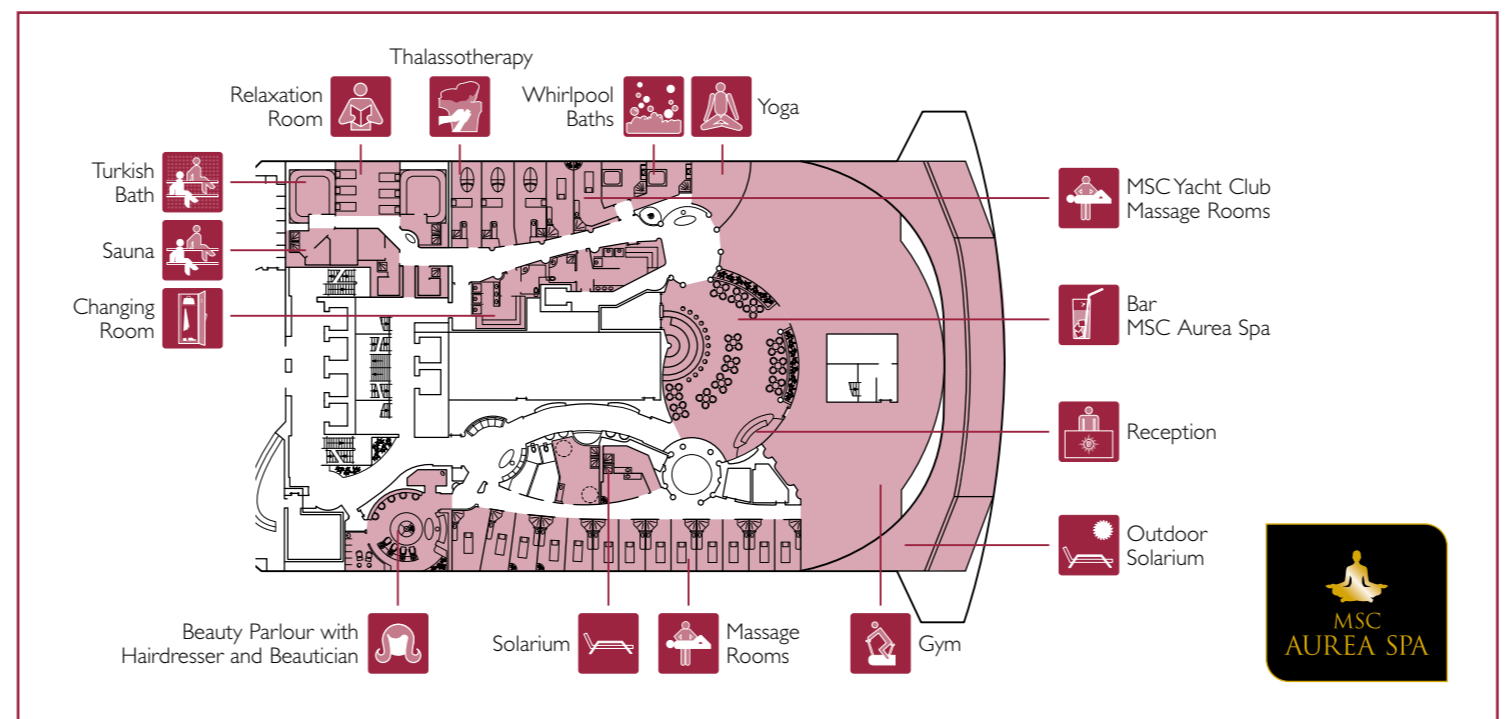 Thalassotherapy
Relaxation
Room
Whirlpool
Baths
Yoga
Turkish
Bath
Sauna
Changing
Room
MSC Yacht Club
Massage Rooms
Bar
MSC Aurea Spa
Reception
Outdoor
Solarium
Beauty Parlour with
Hairdresser and Beautician
Solarium
Massage
Rooms
Gym
MSC
AUREA SPA